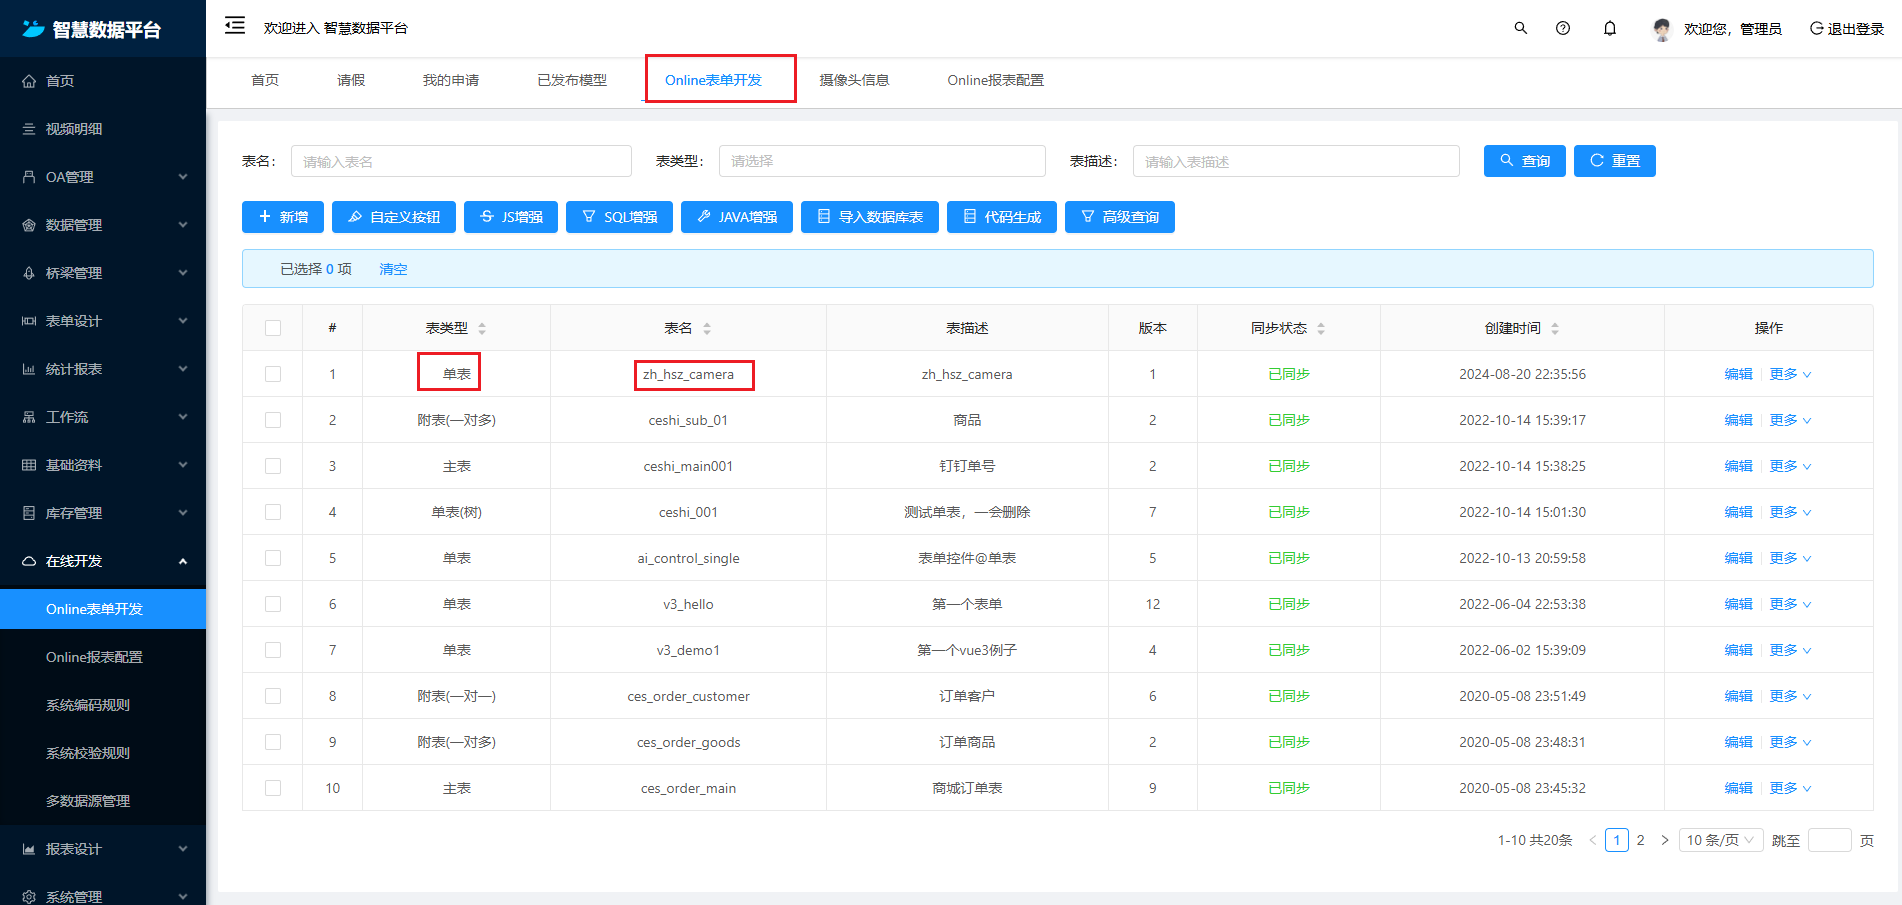 智慧数据平台
欢迎进入 智慧数据平台
欢迎您，管理员
退出登录
首页
视频明细
OA管理
数据管理
桥梁管理
表单设计
统计报表
工作流
基础资料
库存管理
在线开发
Online表单开发
Online报表配置
系统编码规则
系统校验规则
多数据源管理
报表设计
系统管理
首页 请假 我的申请 已发布模型 Online表单开发 摄像头信息 Online报表配置
表名： 请输入表名 表类型： 请选择 表描述： 请输入表描述 查询 重置
新增 自定义按钮 JS增强 SQL增强 JAVA增强 导入数据库表 代码生成 高级查询
已选择 0 项 清空
# 表类型 表名 表描述 版本 同步状态 创建时间 操作
1 单表 zh_hsz_camera zh_hsz_camera 1 已同步 2024-08-20 22:35:56 编辑 更多
2 附表(一对多) ceshi_sub_01 商品 2 已同步 2022-10-14 15:39:17 编辑 更多
3 主表 ceshi_main001 钉钉单号 2 已同步 2022-10-14 15:38:25 编辑 更多
4 单表(树) ceshi_001 测试单表，一会删除 7 已同步 2022-10-14 15:01:30 编辑 更多
5 单表 ai_control_single 表单控件@单表 5 已同步 2022-10-13 20:59:58 编辑 更多
6 单表 v3_hello 第一个表单 12 已同步 2022-06-04 22:53:38 编辑 更多
7 单表 v3_demo1 第一个vue3例子 4 已同步 2022-06-02 15:39:09 编辑 更多
8 附表(一对一) ces_order_customer 订单客户 6 已同步 2020-05-08 23:51:49 编辑 更多
9 附表(一对多) ces_order_goods 订单商品 2 已同步 2020-05-08 23:48:31 编辑 更多
10 主表 ces_order_main 商城订单表 9 已同步 2020-05-08 23:45:32 编辑 更多
1-10 共20条 < 1 2 > 10 条/页 跳至 页